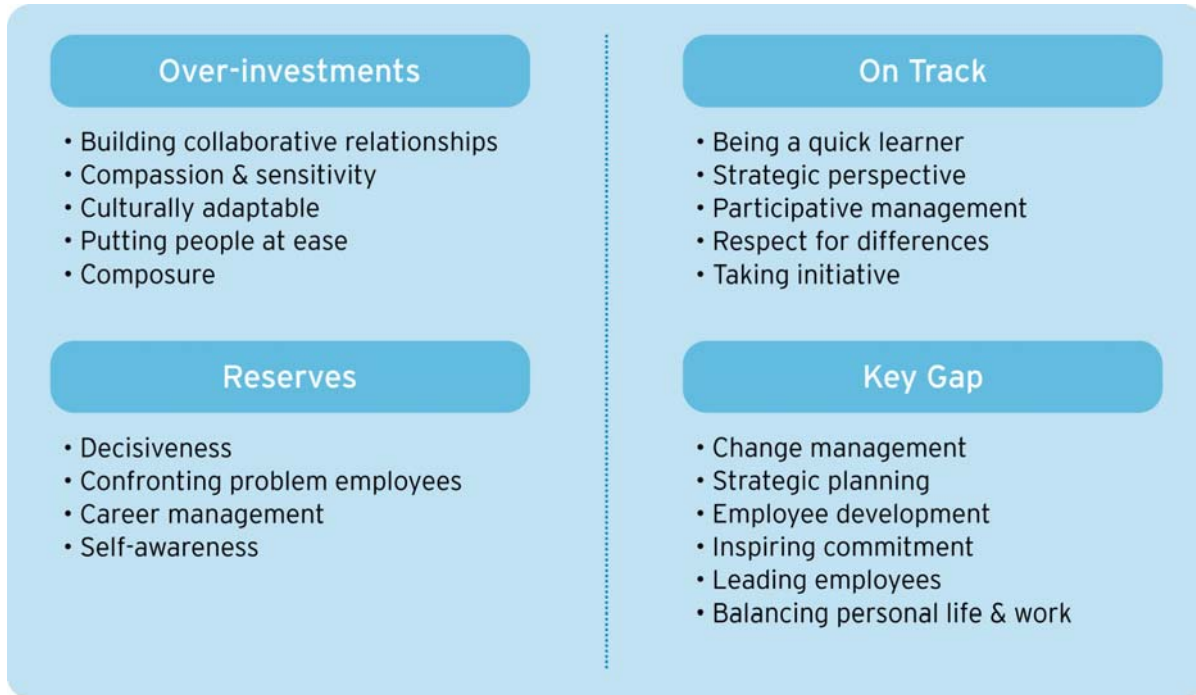 Over-investments
• Building collaborative relationships
• Compassion & sensitivity
• Culturally adaptable
• Putting people at ease
• Composure
On Track
• Being a quick learner
• Strategic perspective
• Participative management
• Respect for differences
• Taking initiative
Reserves
• Decisiveness
• Confronting problem employees
• Career management
• Self-awareness
Key Gap
• Change management
• Strategic planning
• Employee development
• Inspiring commitment
• Leading employees
• Balancing personal life & work